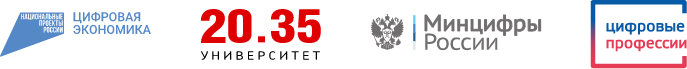 НАЦИОНАЛЬНЫЕ
ПРОЕКТЫ
РОССИИ
ЦИФРОВАЯ
ЭКОНОМИКА
20.35
УНИВЕРСИТЕТ
Минцифры
России
цифровые
профессии